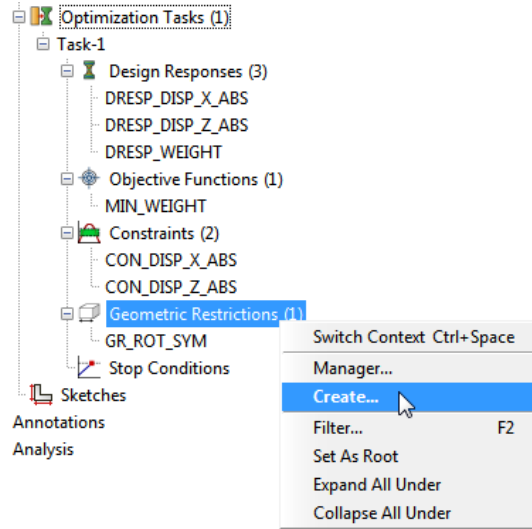 Optimization Tasks (1)
Task-1
Design Responses (3)
DRESP_DISP_X_ABS
DRESP_DISP_Z_ABS
DRESP_WEIGHT
Objective Functions (1)
MIN_WEIGHT
Constraints (2)
CON_DISP_X_ABS
CON_DISP_Z_ABS
Geometric Restrictions (1)
GR_ROT_SYM
Stop Conditions
Sketches
Annotations
Analysis
Switch Context Ctrl+Space
Manager...
Create...
Filter... F2
Set As Root
Expand All Under
Collapse All Under